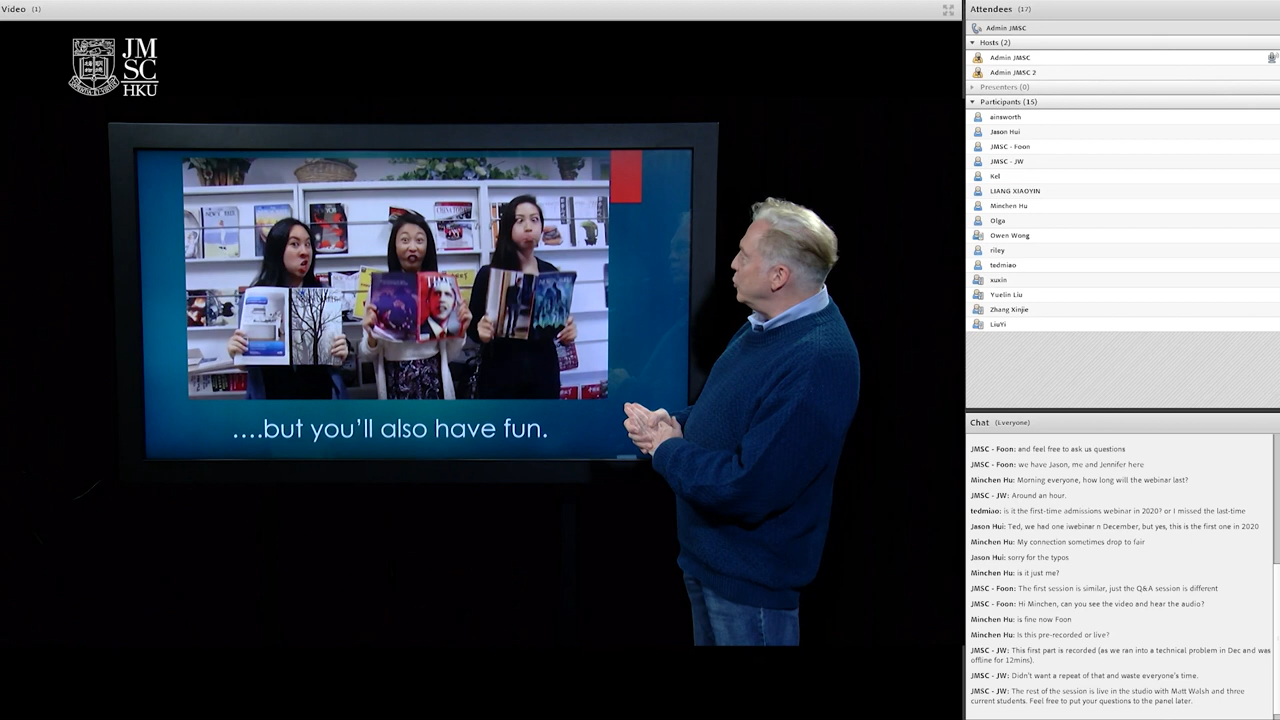 Video (1)
JM
SC
HKU
....but you'll also have fun.
Attendees (17)
Admin JMSC
Hosts (2)
Admin JMSC
Admin JMSC 2
Presenters (0)
Participants (15)
ainsworth
Jason Hui
JMSC - Foon
JMSC - JW
Kel
LIANG XIAOYIN
Minchen Hu
Olga
Owen Wong
riley
tedmiao
xuxin
Yuelin Liu
Zhang Xinjie
LiuYi
Chat (Everyone)
JMSC - Foon: and feel free to ask us questions
JMSC - Foon: we have Jason, me and Jennifer here
Minchen Hu: Morning everyone, how long will the webinar last?
JMSC - JW: Around an hour.
tedmiao: is it the first-time admissions webinar in 2020? or I missed the last-time
Jason Hui: Ted, we had one iwebinar n December, but yes, this is the first one in 2020
Minchen Hu: My connection sometimes drop to fair
Jason Hui: sorry for the typos
Minchen Hu: is it just me?
JMSC - Foon: The first session is similar, just the Q&A session is different
JMSC - Foon: Hi Minchen, can you see the video and hear the audio?
Minchen Hu: is fine now Foon
Minchen Hu: Is this pre-recorded or live?
JMSC - JW: This first part is recorded (as we ran into a technical problem in Dec and was
offline for 12mins).
JMSC - JW: Didn't want a repeat of that and waste everyone's time.
JMSC - JW: The rest of the session is live in the studio with Matt Walsh and three
current students. Feel free to put your questions to the panel later.